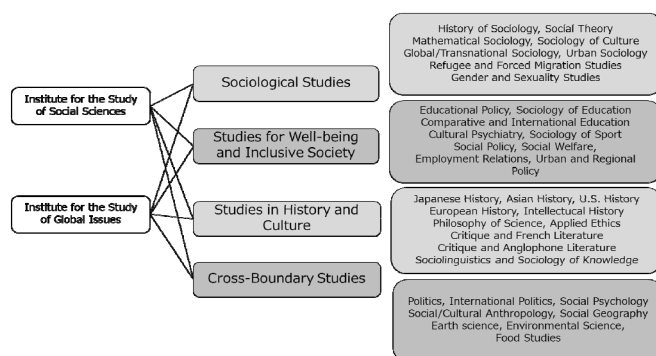 Institute for the Study
of Social Sciences
Institute for the Study
of Global Issues
Sociological Studies
Studies for Well-being
and Inclusive Society
Studies in History and
Culture
Cross-Boundary Studies
History of Sociology, Social Theory
Mathematical Sociology, Sociology of Culture
Global/Transnational Sociology, Urban Sociology
Refugee and Forced Migration Studies
Gender and Sexuality Studies
Educational Policy, Sociology of Education
Comparative and International Education
Cultural Psychiatry, Sociology of Sport
Social Policy, Social Welfare,
Employment Relations, Urban and Regional
Policy
Japanese History, Asian History, U.S. History
European History, Intellectual History
Philosophy of Science, Applied Ethics
Critique and French Literature
Critique and Anglophone Literature
Sociolinguistics and Sociology of Knowledge
Politics, International Politics, Social Psychology
Social/Cultural Anthropology, Social Geography
Earth science, Environmental Science,
Food Studies